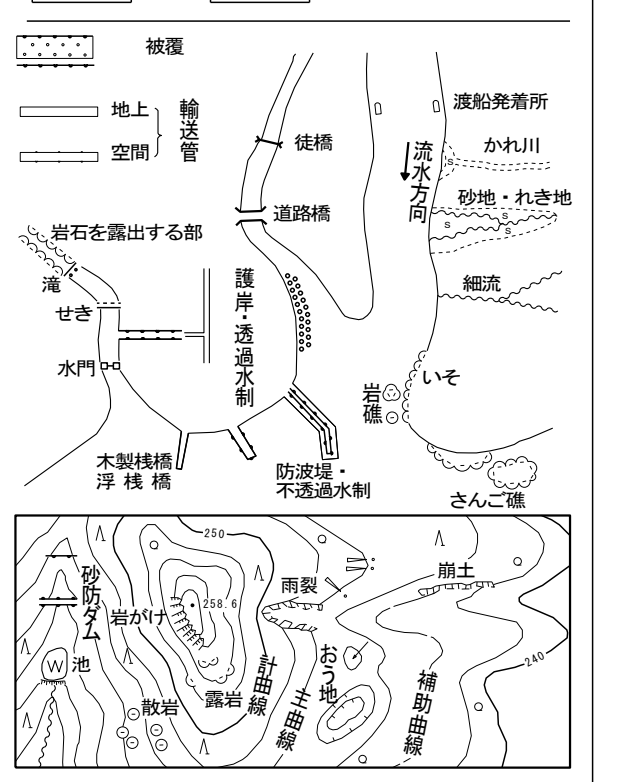 被覆
地上
空間
輸送管
徒橋
道路橋
渡船発着所
流水方向
かれ川
砂地・れき地
S
S
S
細流
岩石を露出する部
滝
せき
水門
護岸・透過水制
いそ
岩礁
木製桟橋
浮桟橋
防波堤・
不透過水制
さんご礁
250
砂防ダム
岩がけ
258.6
雨裂
崩土
池
W
散岩
露岩
計曲線
主曲線
おう地
補助曲線
240